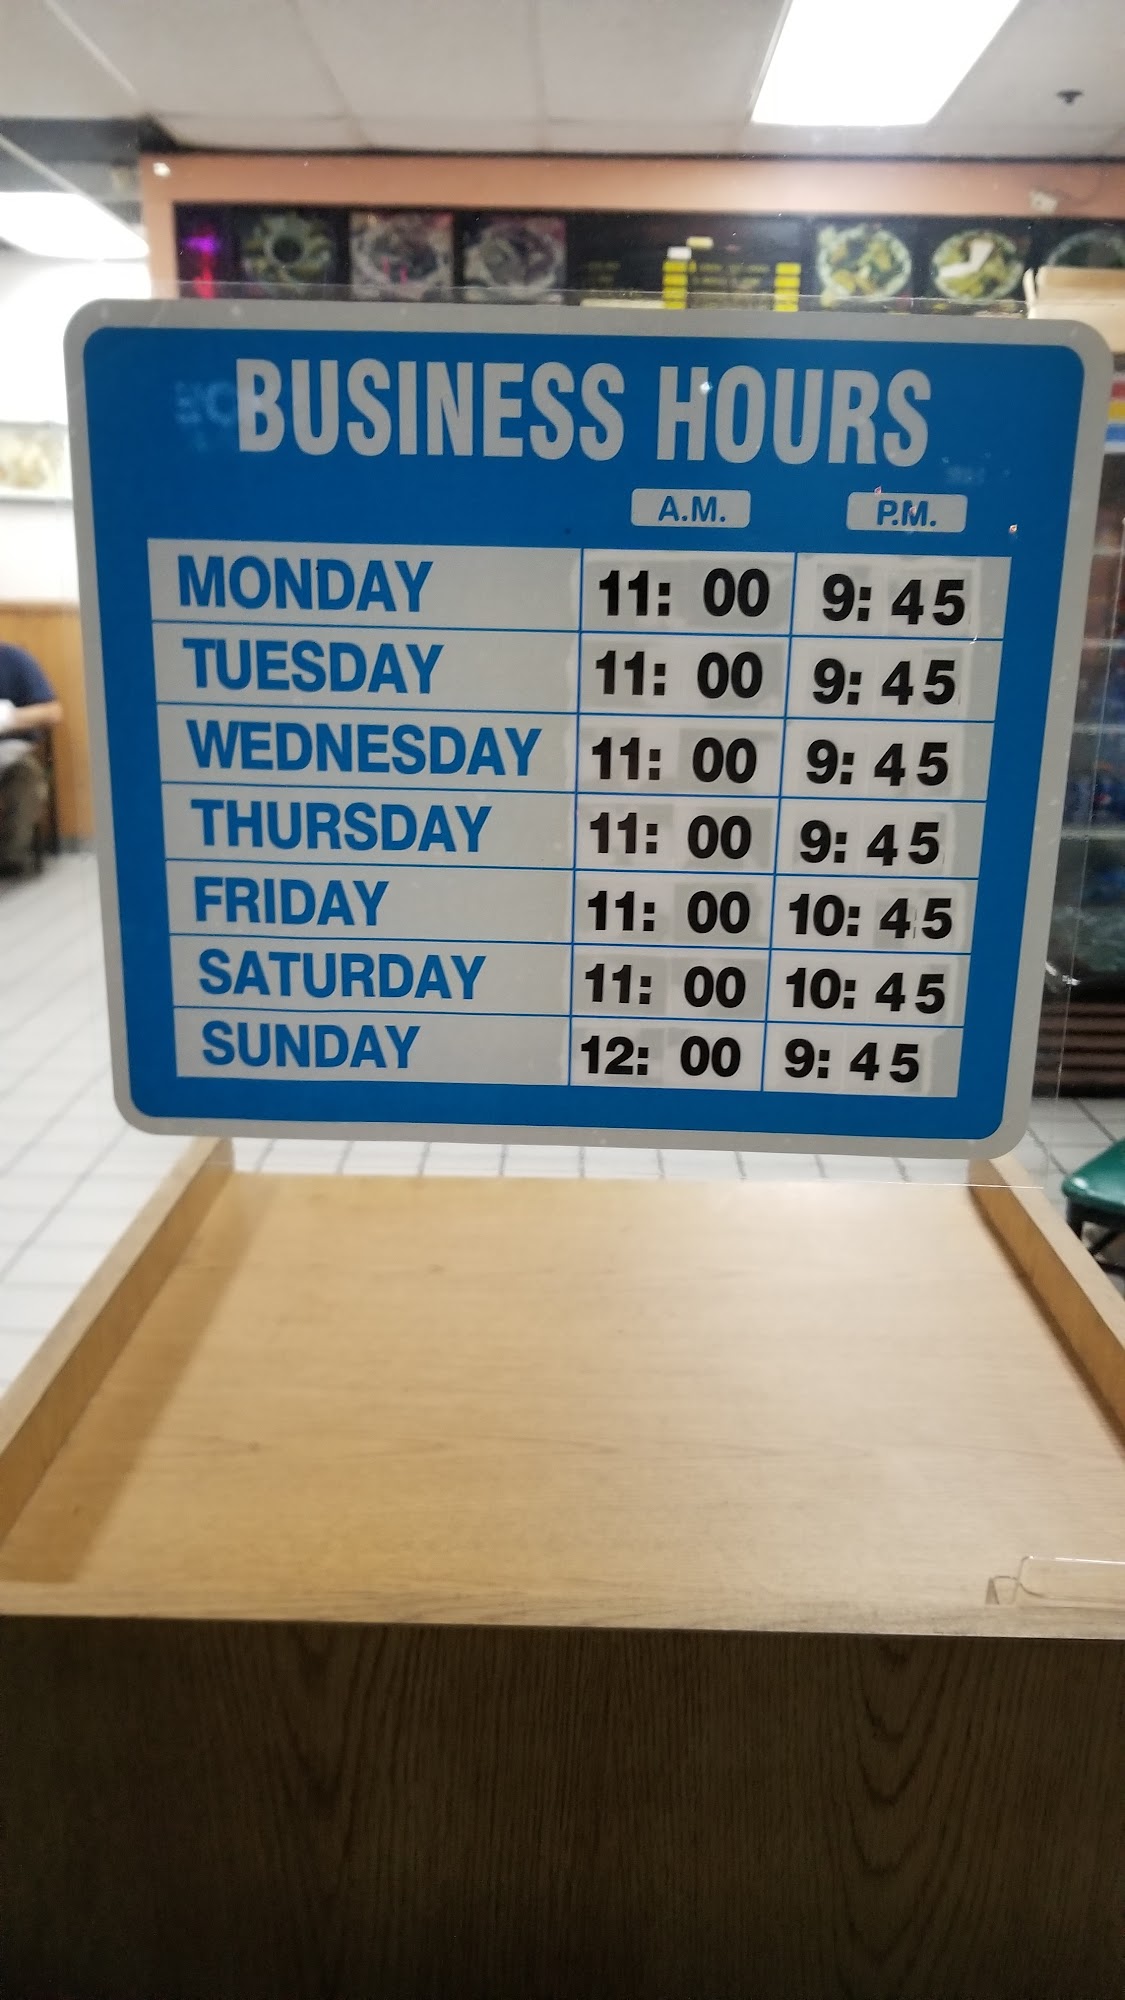 BUSINESS HOURS
A.M. P.M.
MONDAY 11: 00 9: 45
TUESDAY 11: 00 9: 45
WEDNESDAY 11: 00 9: 45
THURSDAY 11: 00 9: 45
FRIDAY 11: 00 10: 45
SATURDAY 11: 00 10: 45
SUNDAY 12: 00 9: 45